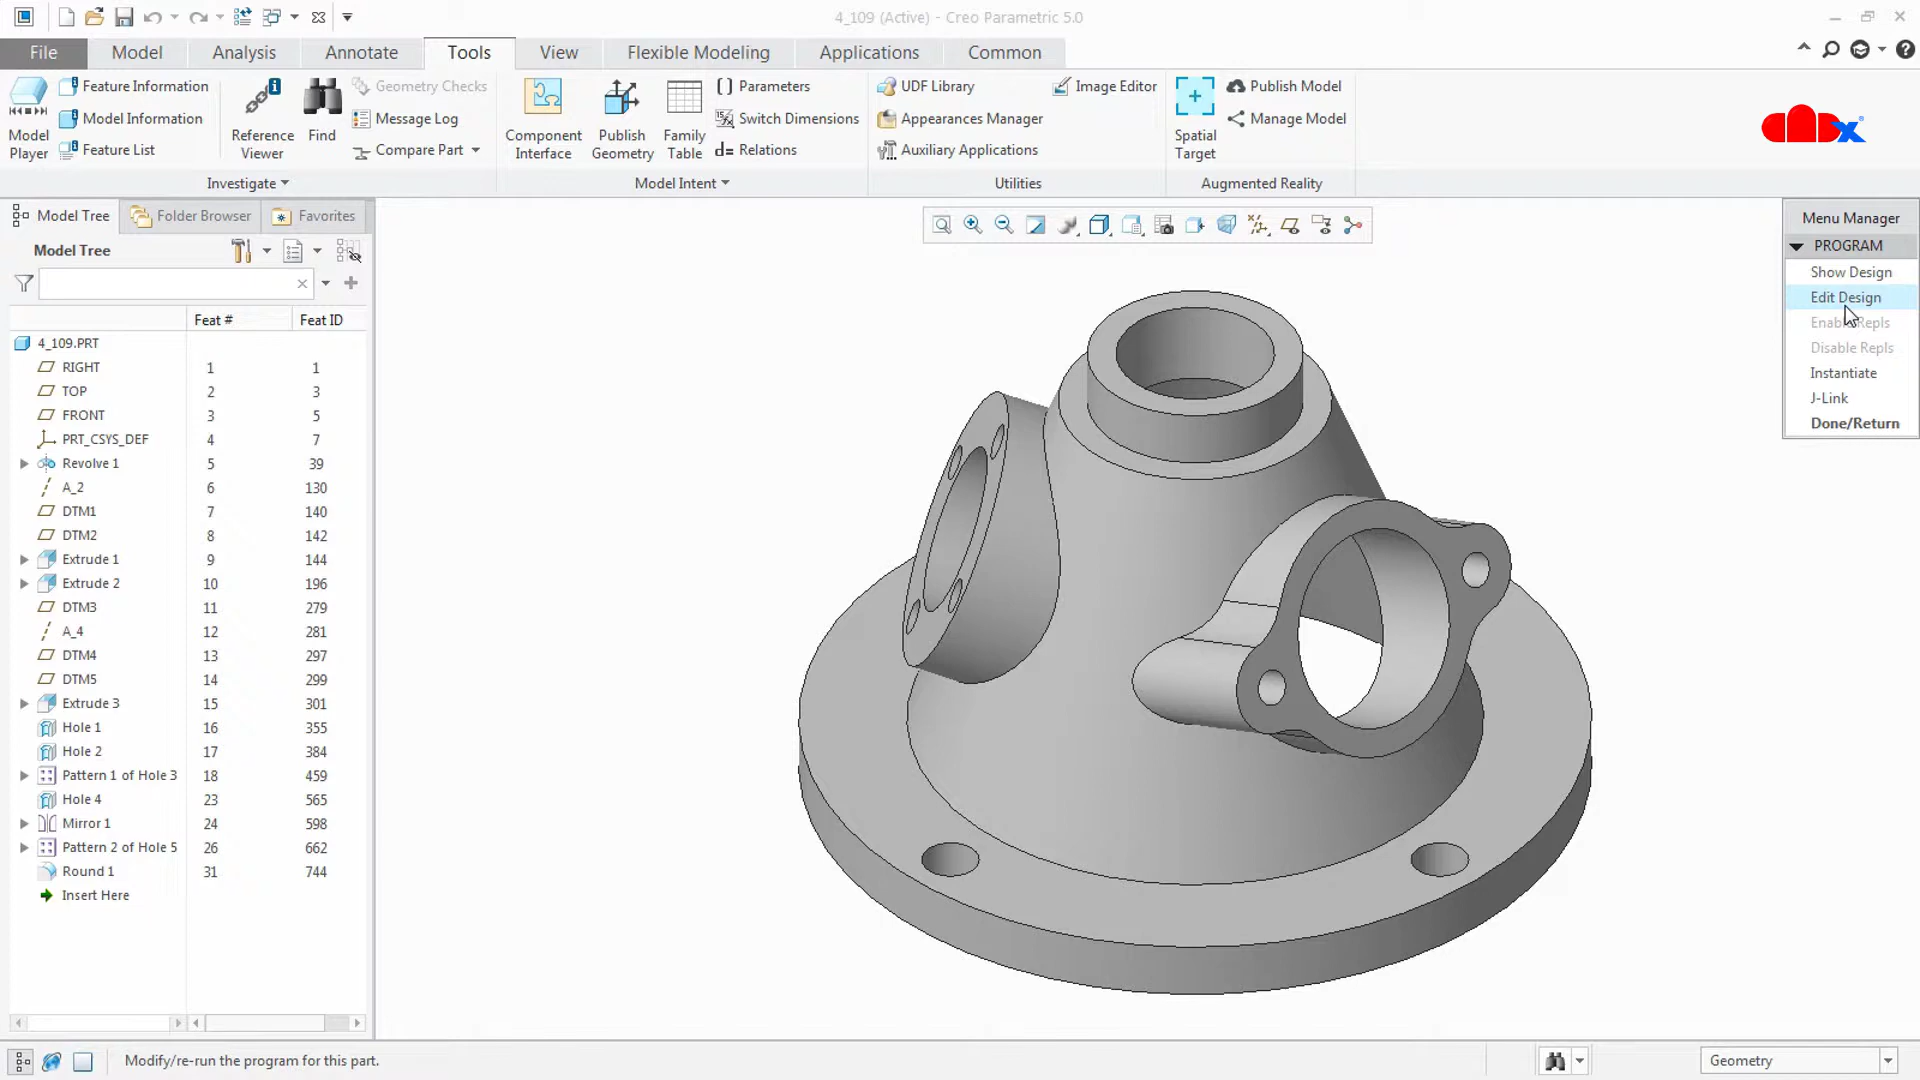 4_109 (Active) - Creo Parametric 5.0
File Model Analysis Annotate Tools View Flexible Modeling Applications Common
Model Player
Feature Information
Model Information
Feature List
Reference Viewer
Find
Geometry Checks
Message Log
Compare Part
Investigate
Component Interface
Publish Geometry
Family Table
Parameters
Switch Dimensions
Relations
Model Intent
UDF Library
Appearances Manager
Auxiliary Applications
Image Editor
Utilities
Spatial Target
Publish Model
Manage Model
Augmented Reality
Model Tree Folder Browser Favorites
Model Tree
Feat # Feat ID
4_109.PRT
RIGHT 1 1
TOP 2 3
FRONT 3 5
PRT_CSYS_DEF 4 7
Revolve 1 5 39
A_2 6 130
DTM1 7 140
DTM2 8 142
Extrude 1 9 144
Extrude 2 10 196
DTM3 11 279
A_4 12 281
DTM4 13 297
DTM5 14 299
Extrude 3 15 301
Hole 1 16 355
Hole 2 17 384
Pattern 1 of Hole 3 18 459
Hole 4 23 565
Mirror 1 24 598
Pattern 2 of Hole 5 26 662
Round 1 31 744
Insert Here
Menu Manager
PROGRAM
Show Design
Edit Design
Enable Repls
Disable Repls
Instantiate
J-Link
Done/Return
Modify/re-run the program for this part.
Geometry